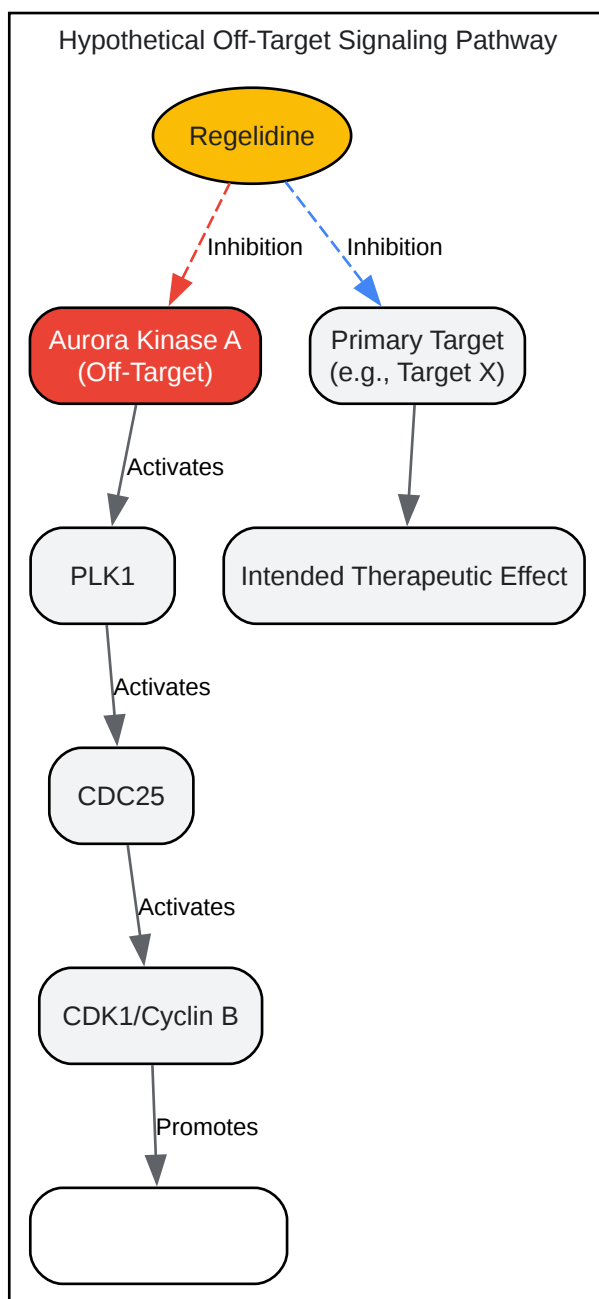 Hypothetical Off-Target Signaling Pathway
Regelidine
Inhibition
Inhibition
Aurora Kinase A
(Off-Target)
Primary Target
(e.g., Target X)
Activates
PLK1
Intended Therapeutic Effect
Activates
CDC25
Activates
CDK1/Cyclin B
Promotes